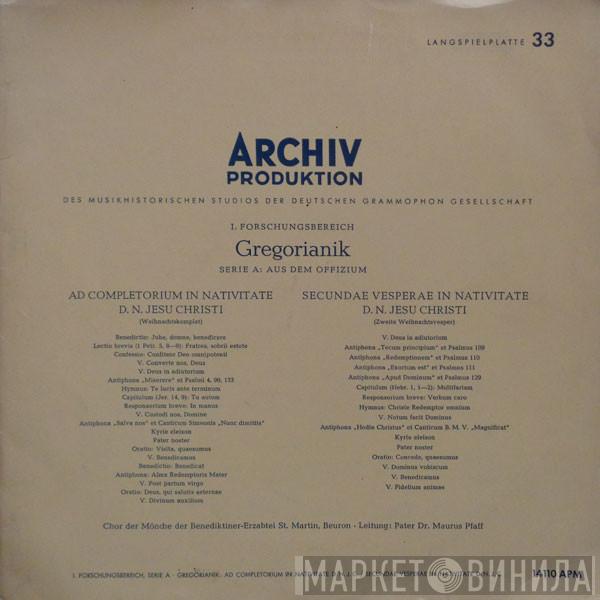 LANGSPIELPLATTE 33
ARCHIV
PRODUKTION
DES MUSIKHISTORISCHEN STUDIOS DER DEUTSCHEN GRAMMOPHON GESELLSCHAFT
I. FORSCHUNGSBEREICH
Gregorianik
SERIE A: AUS DEM OFFIZIUM
AD COMPLETORIUM IN NATIVITATE
D. N. JESU CHRISTI
(Weihnachtskomplet)
Benedictio: Jube, domne, benedicere
Lectio brevis (1 Petr. 5, 8—9): Fratres, sobrii estote
Confessio: Confiteor Deo omnipotenti
V. Converte nos, Deus
V. Deus in adiutorium
Antiphona „Miserere" et Psalmi 4, 90, 133
Hymnus: Te lucis ante terminum
Capitulum (Jer. 14, 9): Tu autem
Responsorium breve: In manus
V. Custodi nos, Domine
Antiphona „Salva nos" et Canticum Simeonis „Nunc dimittis"
Kyrie eleison
Pater noster
Oratio: Visita, quaesumus
V. Benedicamus
Benedictio: Benedicat
Antiphona: Alma Redemptoris Mater
V. Post partum virgo
Oratio: Deus, qui salutis aeternae
V. Divinum auxilium
SECUNDAE VESPERAE IN NATIVITATE
D. N. JESU CHRISTI
(Zweite Weihnachtsvesper)
V. Deus in adiutorium
Antiphona „Tecum principium" et Psalmus 109
Antiphona „Redemptionem" et Psalmus 110
Antiphona „Exortum est" et Psalmus 111
Antiphona „Apud Dominum" et Psalmus 129
Capitulum (Hebr. 1, 1—2): Multifariam
Responsorium breve: Verbum caro
Hymnus: Christe Redemptor omnium
V. Notum fecit Dominus
Antiphona „Hodie Christus" et Canticum B. M. V. „Magnificat"
Kyrie eleison
Pater noster
Oratio: Concede, quaesumus
V. Dominus vobiscum
V. Benedicamus
V. Fidelium animae
Chor der Mönche der Benediktiner-Erzabtei St. Martin, Beuron · Leitung: Pater Dr. Maurus Pfaff
I. FORSCHUNGSBEREICH, SERIE A · GREGORIANIK: AD COMPLETORIUM IN NATIVITATE D. N. J. C. / SECUNDAE VESPERAE IN NATIVITATE D. N. J. C.
14110 APM
МАРКЕТ ВИНИЛА